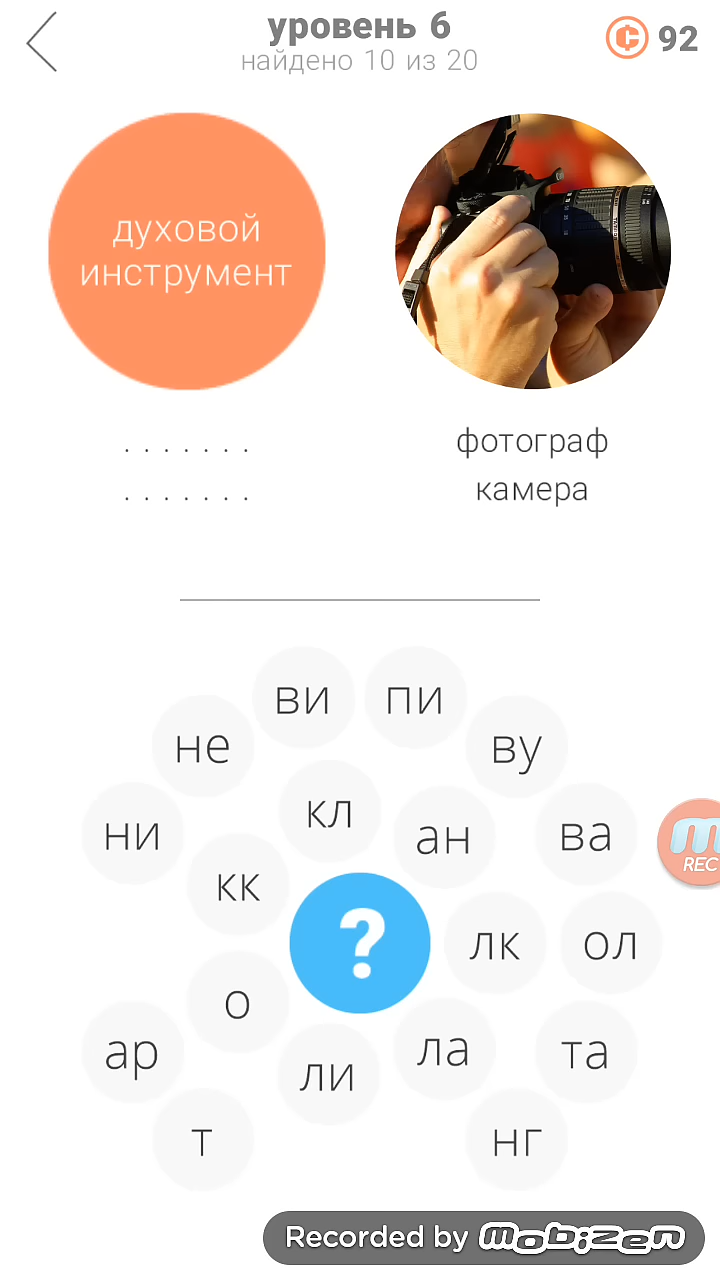 уровень 6
найдено 10 из 20
92
духовой
инструмент
. . . . . . .
фотограф
. . . . . . .
камера
ви
пи
не
ву
кл
ни
ан
ва
кк
?
лк
ол
о
ар
ли
ла
та
т
нг
m
REC
Recorded by mobizen